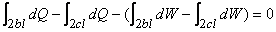 ∫_{2bl} dQ − ∫_{2cl} dQ − (∫_{2bl} dW − ∫_{2cl} dW) = 0